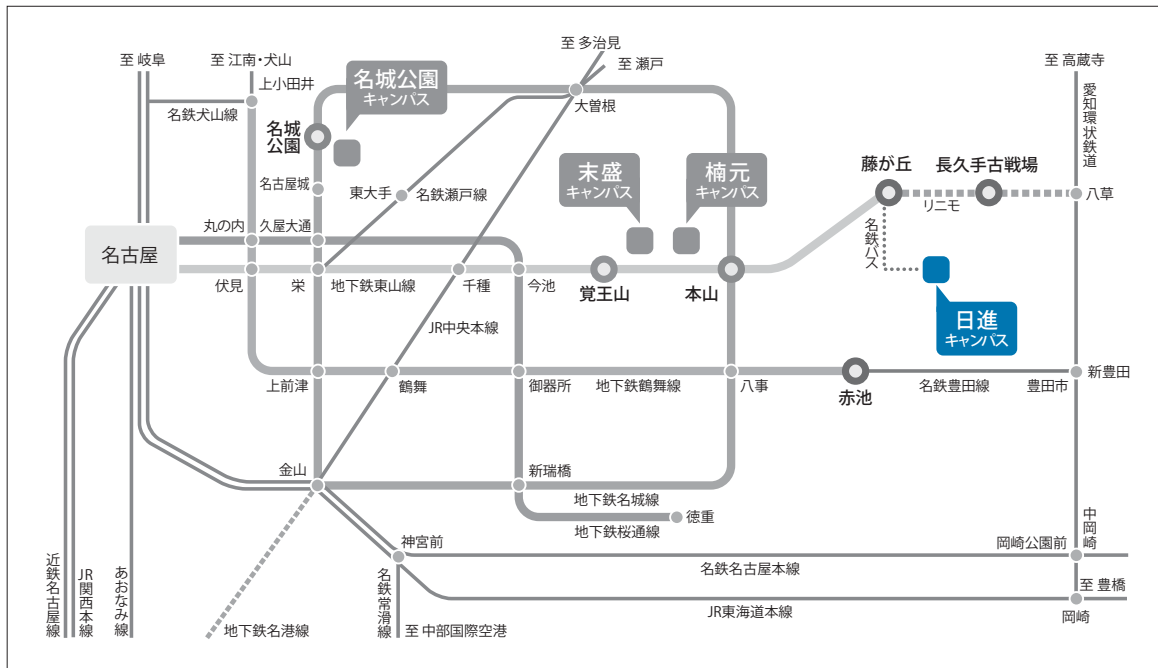 至 岐阜
至 江南・犬山
上小田井
名鉄犬山線
名城公園
キャンパス
名城
公園
名古屋城
至 多治見
至 瀬戸
大曽根
東大手
名鉄瀬戸線
末盛
キャンパス
楠元
キャンパス
藤が丘
長久手古戦場
リニモ
八草
至 高蔵寺
愛知環状鉄道
名鉄バス
日進
キャンパス
名古屋
丸の内
久屋大通
伏見
栄
地下鉄東山線
千種
今池
覚王山
本山
JR中央本線
上前津
鶴舞
御器所
地下鉄鶴舞線
八事
赤池
名鉄豊田線
豊田市
新豊田
金山
新瑞橋
地下鉄名城線
地下鉄桜通線
徳重
神宮前
名鉄名古屋本線
岡崎公園前
中岡崎
至 豊橋
JR東海道本線
岡崎
近鉄名古屋線
JR関西本線
あおなみ線
地下鉄名港線
名鉄常滑線
至 中部国際空港